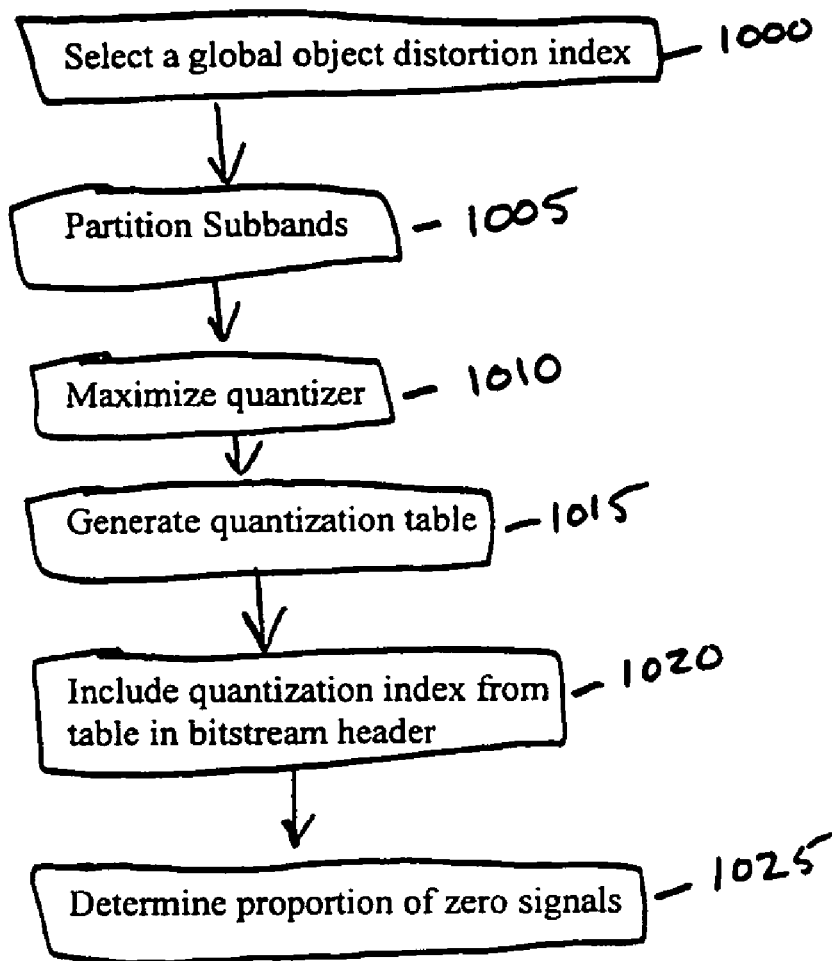 Select a global object distortion index 1000
Partition Subbands 1005
Maximize quantizer 1010
Generate quantization table 1015
Include quantization index from 1020
table in bitstream header
Determine proportion of zero signals 1025